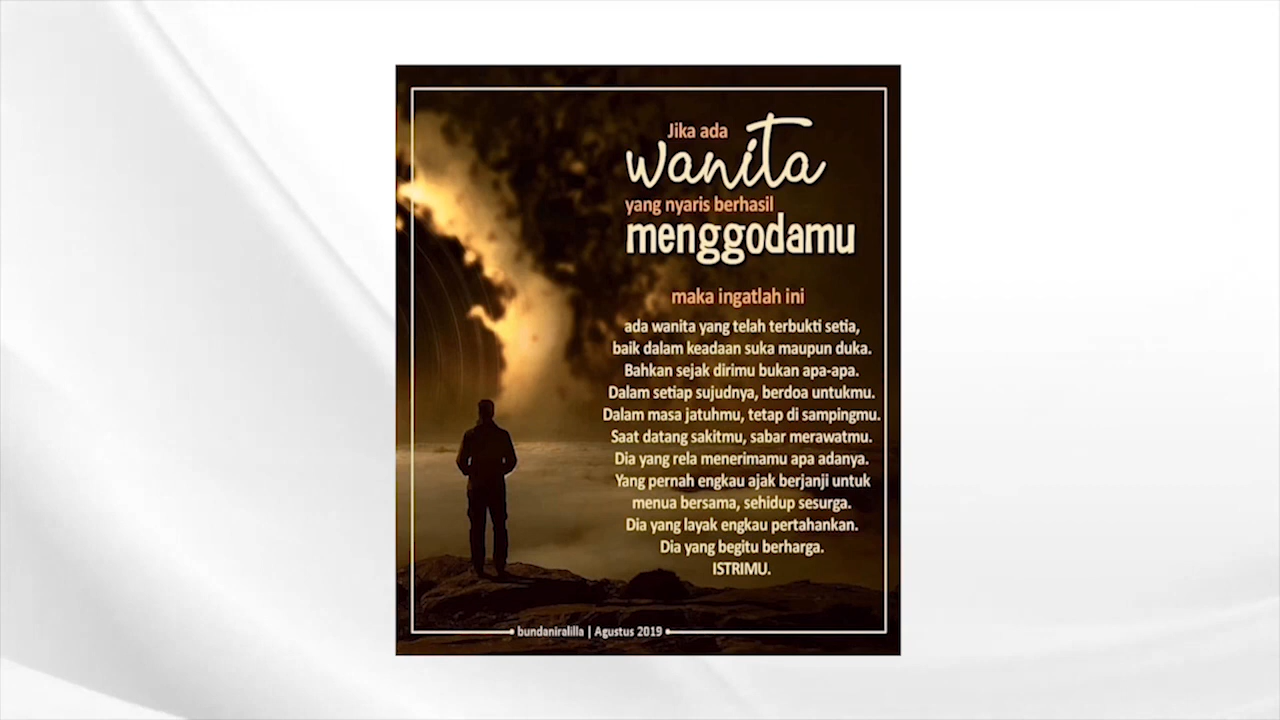 Jika ada
wanita
yang nyaris berhasil
menggodamu
maka ingatlah ini
ada wanita yang telah terbukti setia,
baik dalam keadaan suka maupun duka.
Bahkan sejak dirimu bukan apa-apa.
Dalam setiap sujudnya, berdoa untukmu.
Dalam masa jatuhmu, tetap di sampingmu.
Saat datang sakitmu, sabar merawatmu.
Dia yang rela menerimamu apa adanya.
Yang pernah engkau ajak berjanji untuk
menua bersama, sehidup sesurga.
Dia yang layak engkau pertahankan.
Dia yang begitu berharga.
ISTRIMU.
bundaniralilla | Agustus 2019